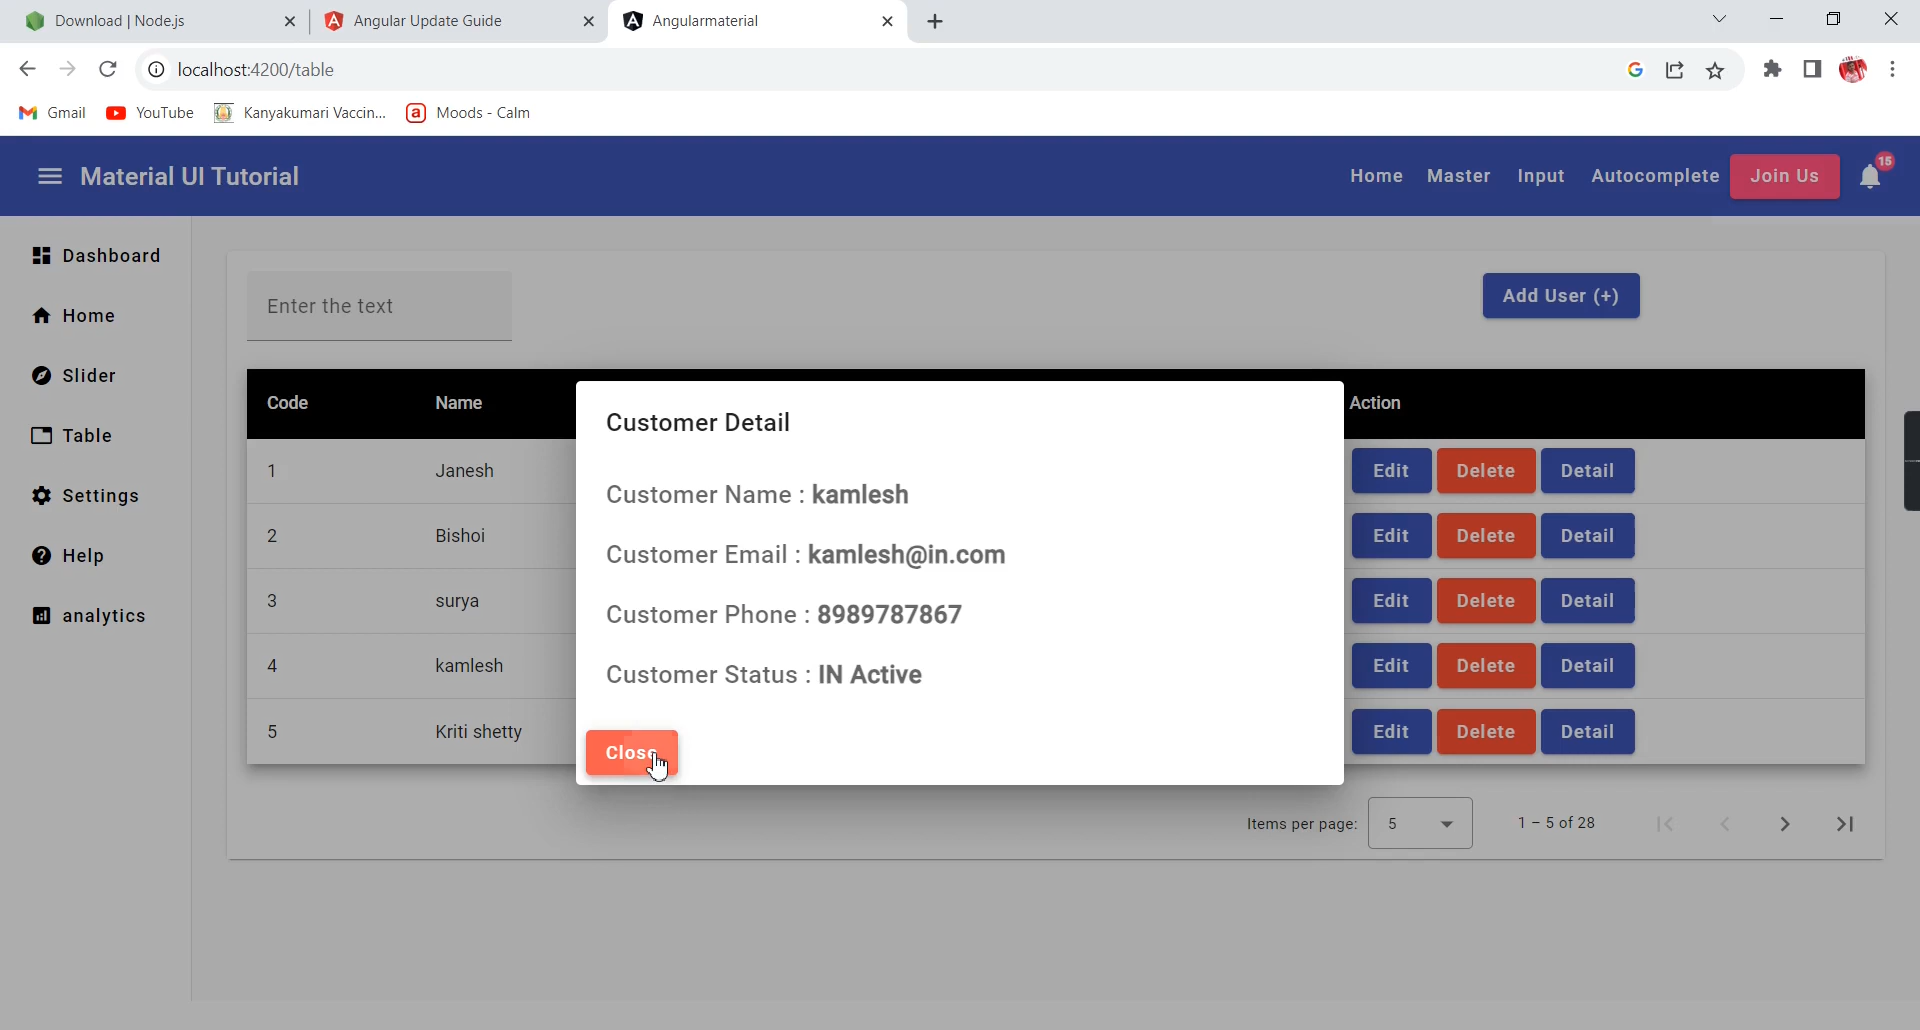 Download | Node.js
Angular Update Guide
Angularmaterial
localhost:4200/table
Gmail YouTube Kanyakumari Vaccin... Moods - Calm
Material UI Tutorial
Home Master Input Autocomplete Join Us 15
Dashboard
Home
Slider
Table
Settings
Help
analytics
Enter the text
Add User (+)
Code Name Action
1 Janesh Edit Delete Detail
2 Bishoi Edit Delete Detail
3 surya Edit Delete Detail
4 kamlesh Edit Delete Detail
5 Kriti shetty Edit Delete Detail
Customer Detail
Customer Name : kamlesh
Customer Email : kamlesh@in.com
Customer Phone : 8989787867
Customer Status : IN Active
Close
Items per page: 5 1 – 5 of 28